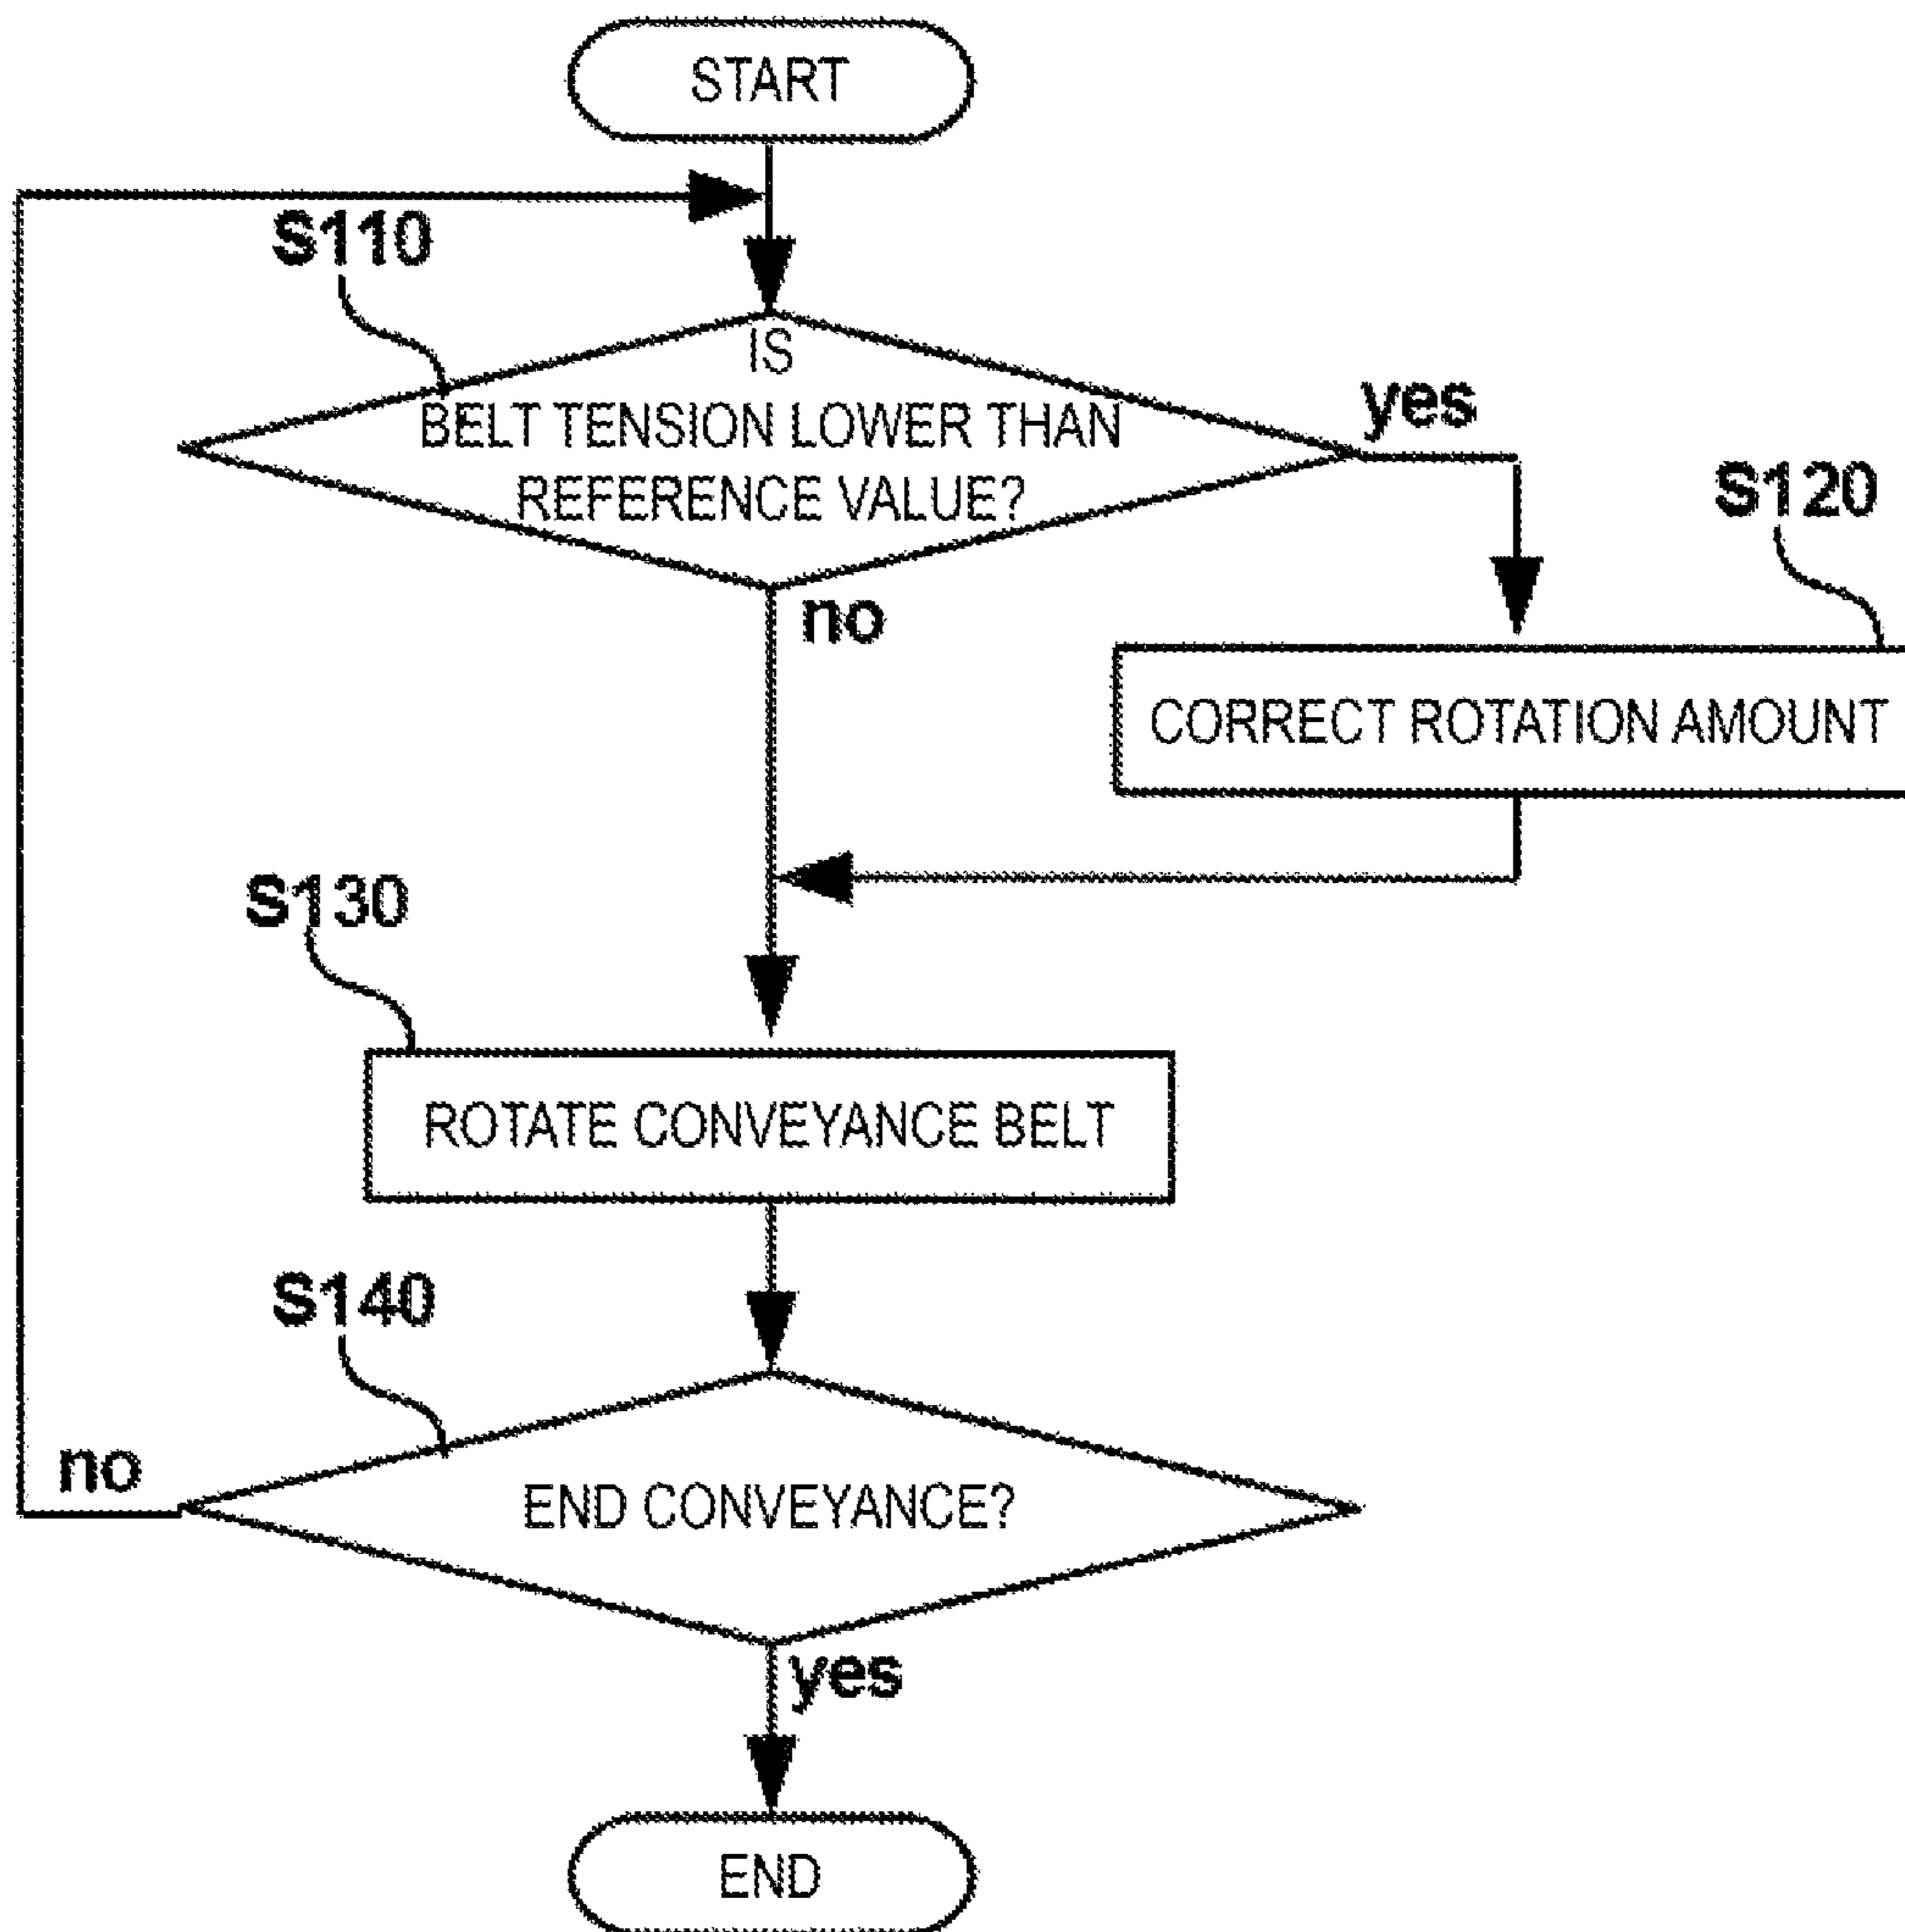 START
S110
IS
BELT TENSION LOWER THAN
REFERENCE VALUE?
yes
no
S120
CORRECT ROTATION AMOUNT
S130
ROTATE CONVEYANCE BELT
S140
END CONVEYANCE?
no
yes
END